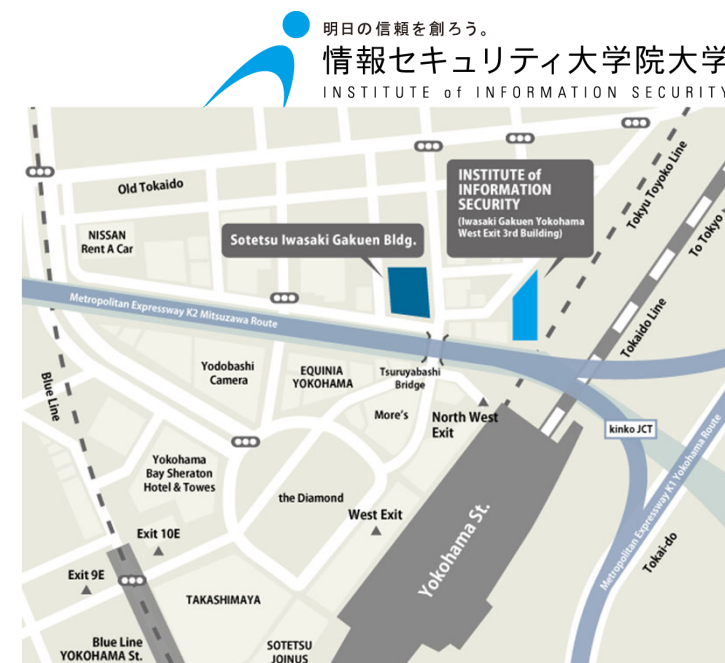 明日の信頼を創ろう。
情報セキュリティ大学院大学
INSTITUTE of INFORMATION SECURITY
Old Tokaido
INSTITUTE of
INFORMATION
SECURITY
(Iwasaki Gakuen Yokohama
West Exit 3rd Building)
Tokyu Toyoko Line
To Tokyo
NISSAN
Rent A Car
Sotetsu Iwasaki Gakuen Bldg.
Metropolitan Expressway K2 Mitsuzawa Route
Tokaido Line
Blue Line
Yodobashi
Camera
EQUINIA
YOKOHAMA
Tsuruyabashi
Bridge
More's
North West
Exit
kinko JCT
Yokohama
Bay Sheraton
Hotel & Towes
the Diamond
West Exit
Yokohama St.
Metropolitan Expressway K1 Yokohama Route
Tokai-do
Exit 10E
Exit 9E
TAKASHIMAYA
Blue Line
YOKOHAMA St.
SOTETSU
JOINUS